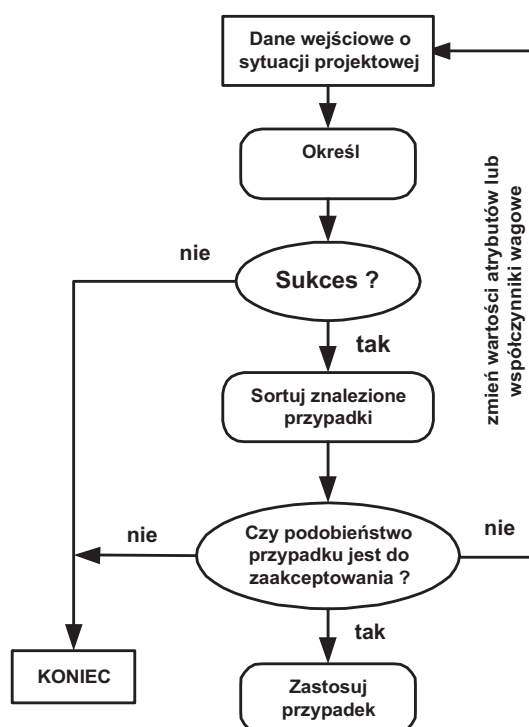 Dane wejściowe o
sytuacji projektowej
Określ
nie
Sukces ?
tak
zmień wartości atrybutów lub
współczynniki wagowe
Sortuj znalezione
przypadki
nie
Czy podobieństwo
przypadku jest do
zaakceptowania ?
nie
tak
KONIEC
Zastosuj
przypadek